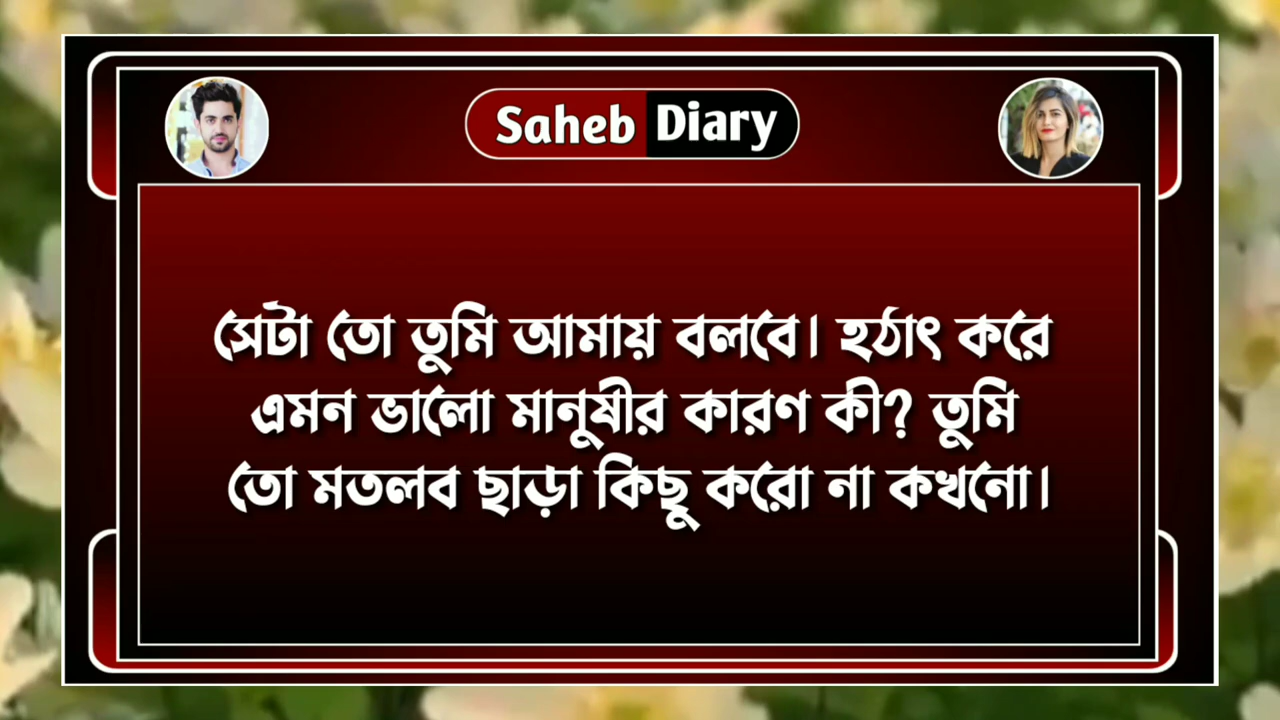 Saheb Diary
সেটা তো তুমি আমায় বলবে। হঠাৎ করে
এমন ভালো মানুষীর কারণ কী? তুমি
তো মতলব ছাড়া কিছু করো না কখনো।